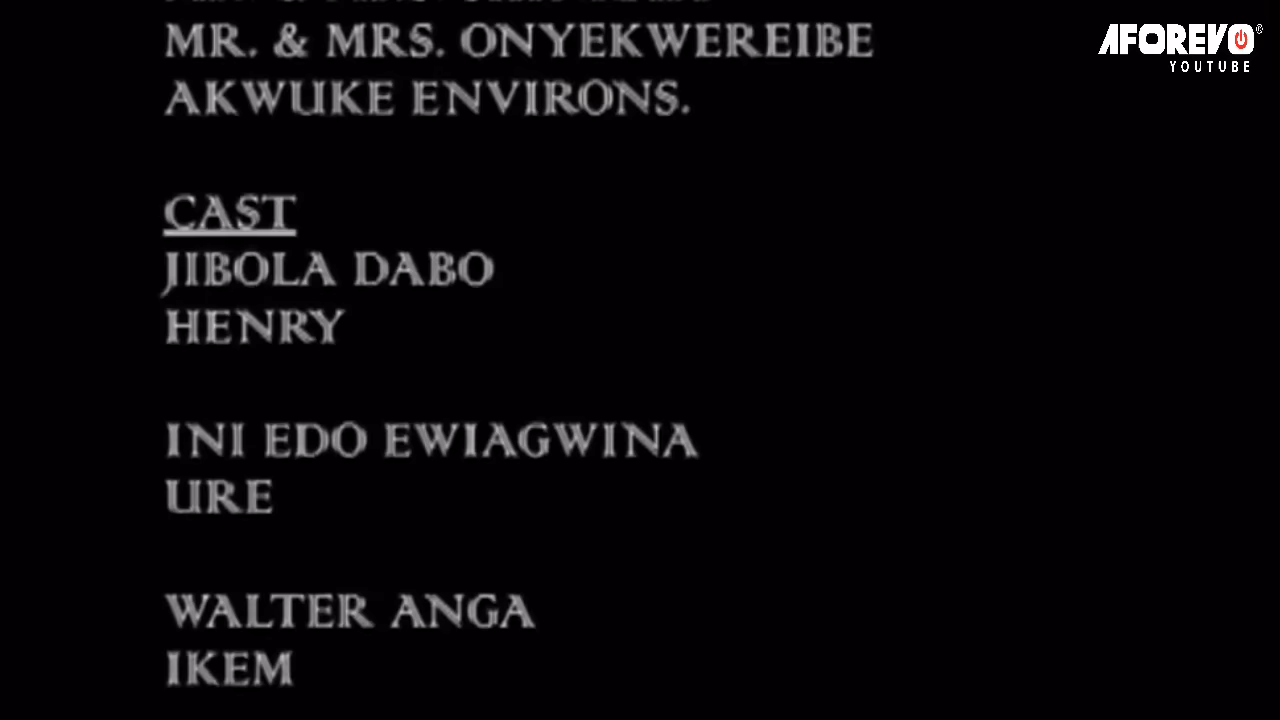 MR. & MRS. ONYEKWEREIBE
AKWUKE ENVIRONS.
CAST
JIBOLA DABO
HENRY
INI EDO EWIAGWINA
URE
WALTER ANGA
IKEM
AFOREVO®
YOUTUBE